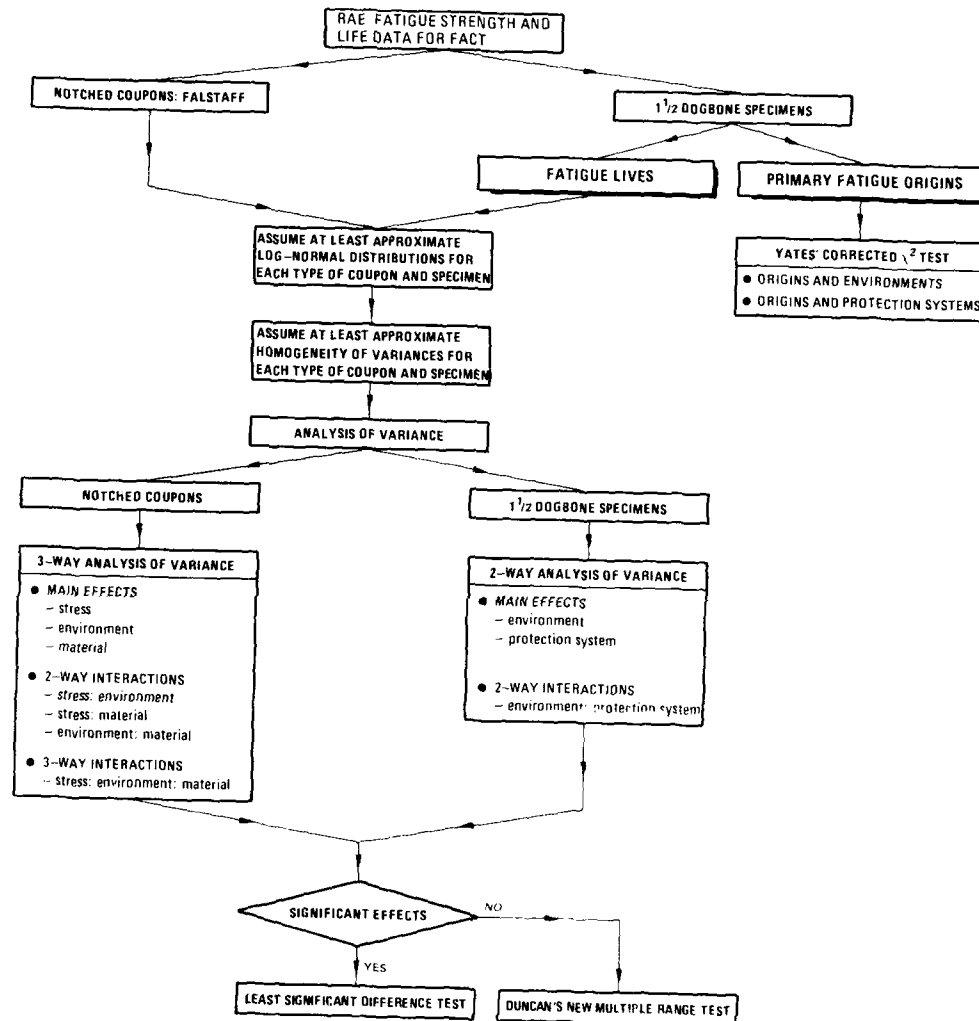 RAE FATIGUE STRENGTH AND
LIFE DATA FOR FACT
NOTCHED COUPONS: FALSTAFF
1 1/2 DOGBONE SPECIMENS
FATIGUE LIVES
PRIMARY FATIGUE ORIGINS
ASSUME AT LEAST APPROXIMATE
LOG-NORMAL DISTRIBUTIONS FOR
EACH TYPE OF COUPON AND SPECIMEN
YATES' CORRECTED χ² TEST
● ORIGINS AND ENVIRONMENTS
● ORIGINS AND PROTECTION SYSTEMS
ASSUME AT LEAST APPROXIMATE
HOMOGENEITY OF VARIANCES FOR
EACH TYPE OF COUPON AND SPECIMEN
ANALYSIS OF VARIANCE
NOTCHED COUPONS
1 1/2 DOGBONE SPECIMENS
3-WAY ANALYSIS OF VARIANCE
● MAIN EFFECTS
– stress
– environment
– material
● 2-WAY INTERACTIONS
– stress: environment
– stress: material
– environment: material
● 3-WAY INTERACTIONS
– stress: environment: material
2-WAY ANALYSIS OF VARIANCE
● MAIN EFFECTS
– environment
– protection system
● 2-WAY INTERACTIONS
– environment: protection system
SIGNIFICANT EFFECTS
NO
YES
LEAST SIGNIFICANT DIFFERENCE TEST
DUNCAN'S NEW MULTIPLE RANGE TEST